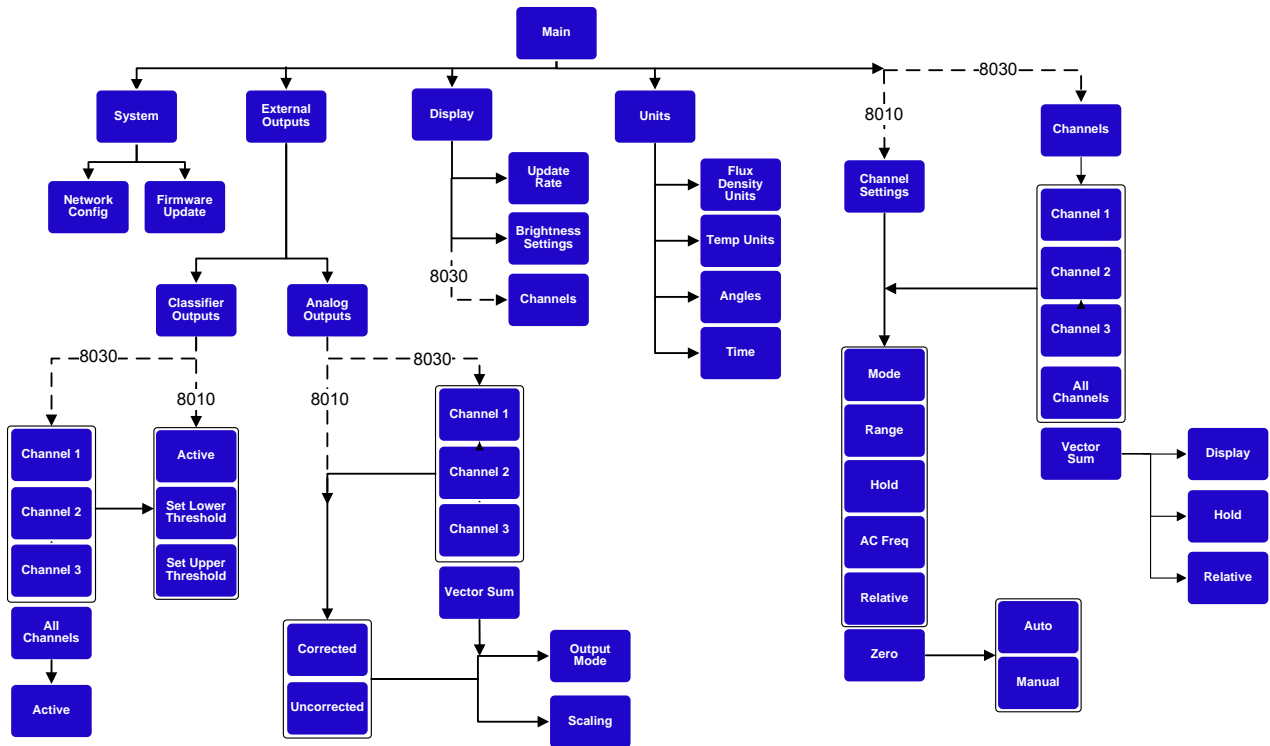 Main
8030
System
External
Outputs
Display
Units
8010
Channels
Network
Config
Firmware
Update
Update
Rate
Flux
Density
Units
Channel
Settings
Channel 1
Brightness
Settings
Temp Units
Channel 2
8030
Classifier
Outputs
Analog
Outputs
Channels
Angles
Channel 3
Time
8030
8030
8010
8010
Mode
All
Channels
Channel 1
Range
Channel 1
Active
Vector
Sum
Display
Channel 2
Hold
Channel 2
Set Lower
Threshold
Hold
Channel 3
AC Freq
Channel 3
Set Upper
Threshold
Relative
Vector Sum
Relative
All
Channels
Auto
Corrected
Output
Mode
Zero
Manual
Active
Uncorrected
Scaling